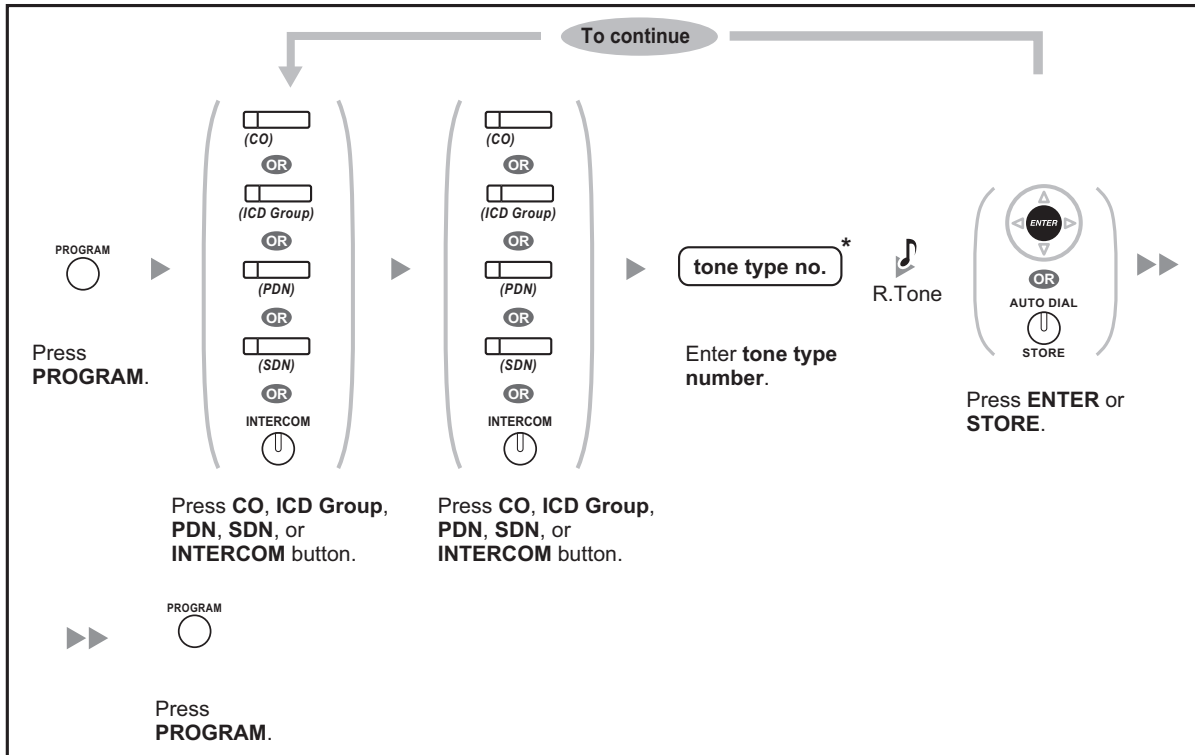 To continue
PROGRAM
Press
PROGRAM.
(CO)
OR
(ICD Group)
OR
(PDN)
OR
(SDN)
OR
INTERCOM
Press CO, ICD Group,
PDN, SDN, or
INTERCOM button.
(CO)
OR
(ICD Group)
OR
(PDN)
OR
(SDN)
OR
INTERCOM
Press CO, ICD Group,
PDN, SDN, or
INTERCOM button.
tone type no. *
Enter tone type
number.
R.Tone
ENTER
OR
AUTO DIAL
STORE
Press ENTER or
STORE.
PROGRAM
Press
PROGRAM.